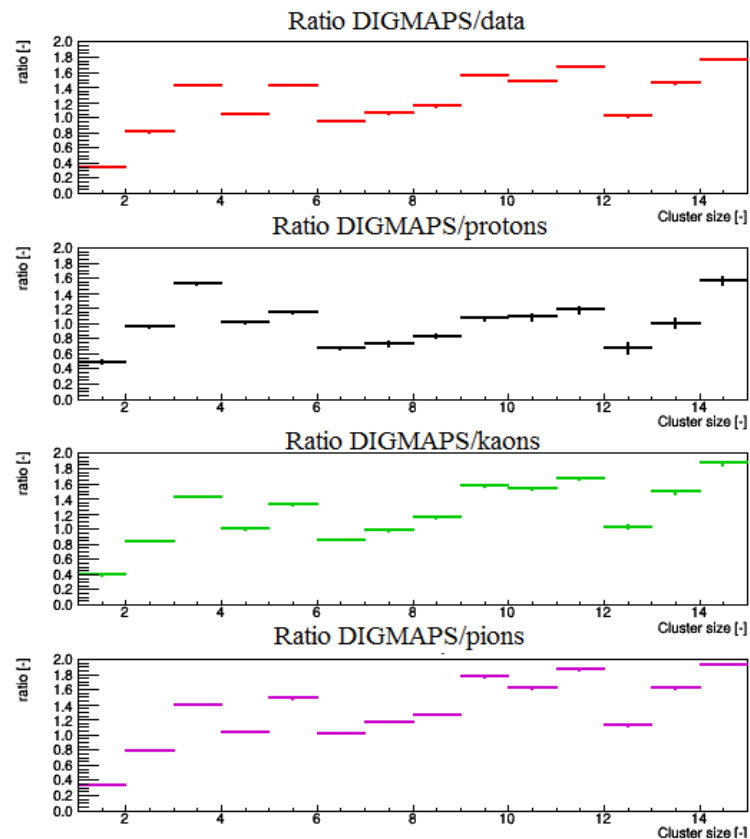 Ratio DIGMAPS/data
ratio [-]
2.0
1.8
1.6
1.4
1.2
1.0
0.8
0.6
0.4
0.2
0.0
2 4 6 8 10 12 14
Cluster size [-]
Ratio DIGMAPS/protons
ratio [-]
2.0
1.8
1.6
1.4
1.2
1.0
0.8
0.6
0.4
0.2
0.0
2 4 6 8 10 12 14
Cluster size [-]
Ratio DIGMAPS/kaons
ratio [-]
2.0
1.8
1.6
1.4
1.2
1.0
0.8
0.6
0.4
0.2
0.0
2 4 6 8 10 12 14
Cluster size [-]
Ratio DIGMAPS/pions
ratio [-]
2.0
1.8
1.6
1.4
1.2
1.0
0.8
0.6
0.4
0.2
0.0
2 4 6 8 10 12 14
Cluster size [-]